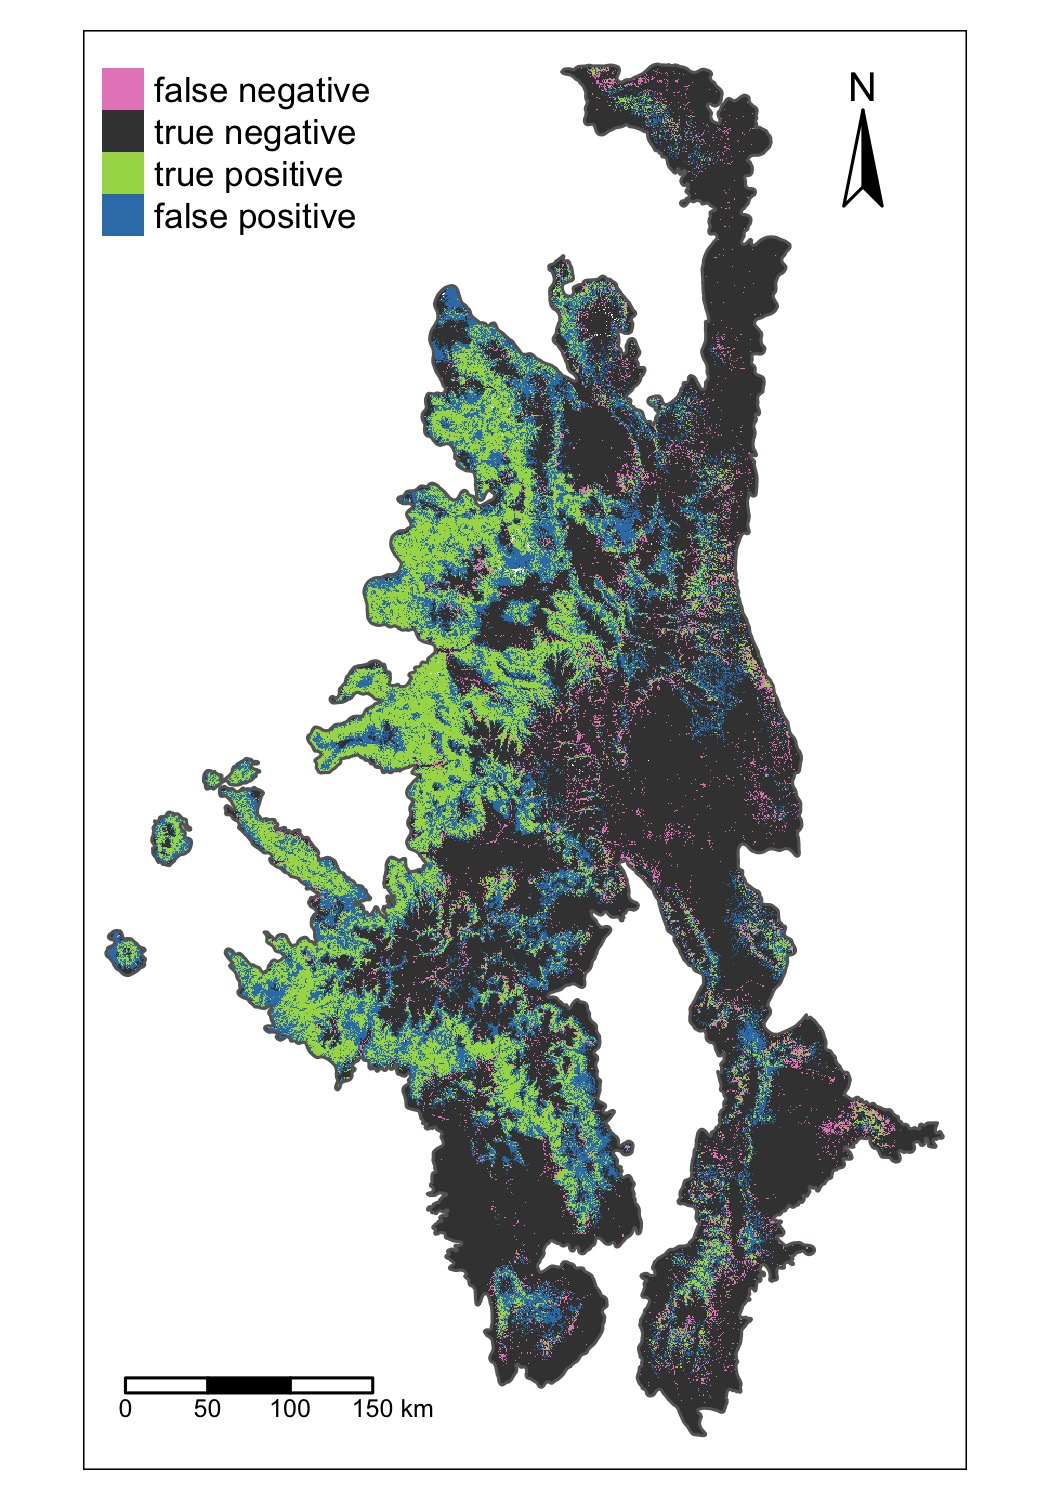 false negative
true negative
true positive
false positive
N
0 50 100 150 km